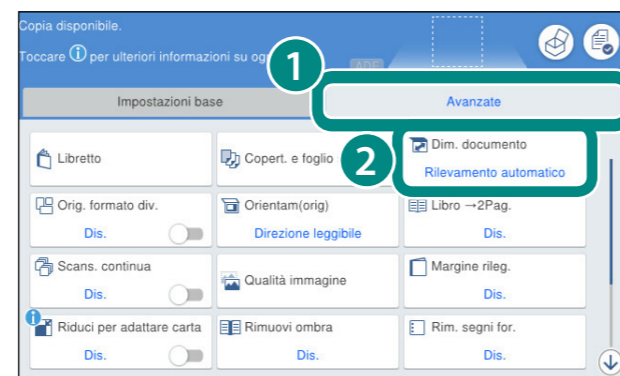 Copia disponibile.
Toccare ⓘ per ulteriori informazioni su og
ADF
1
Impostazioni base
Avanzate
2
Libretto
Copert. e foglio
Dim. documento
Rilevamento automatico
Orig. formato div.
Dis.
Orientam(orig)
Direzione leggibile
Libro →2Pag.
Dis.
Scans. continua
Dis.
Qualità immagine
Margine rileg.
Dis.
Riduci per adattare carta
Dis.
Rimuovi ombra
Dis.
Rim. segni for.
Dis.